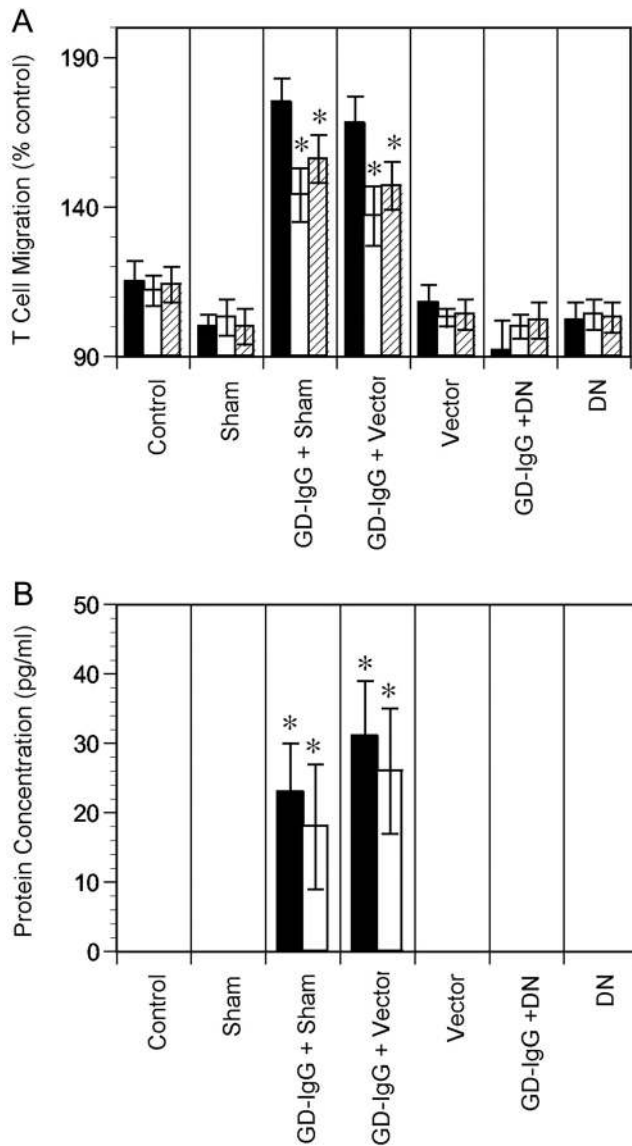 A
T Cell Migration (% control)
190
140
90
* * * *
Control
Sham
GD-IgG + Sham
GD-IgG + Vector
Vector
GD-IgG +DN
DN
B
Protein Concentration (pg/ml)
50
40
30
20
10
0
* * * *
Control
Sham
GD-IgG + Sham
GD-IgG + Vector
Vector
GD-IgG +DN
DN